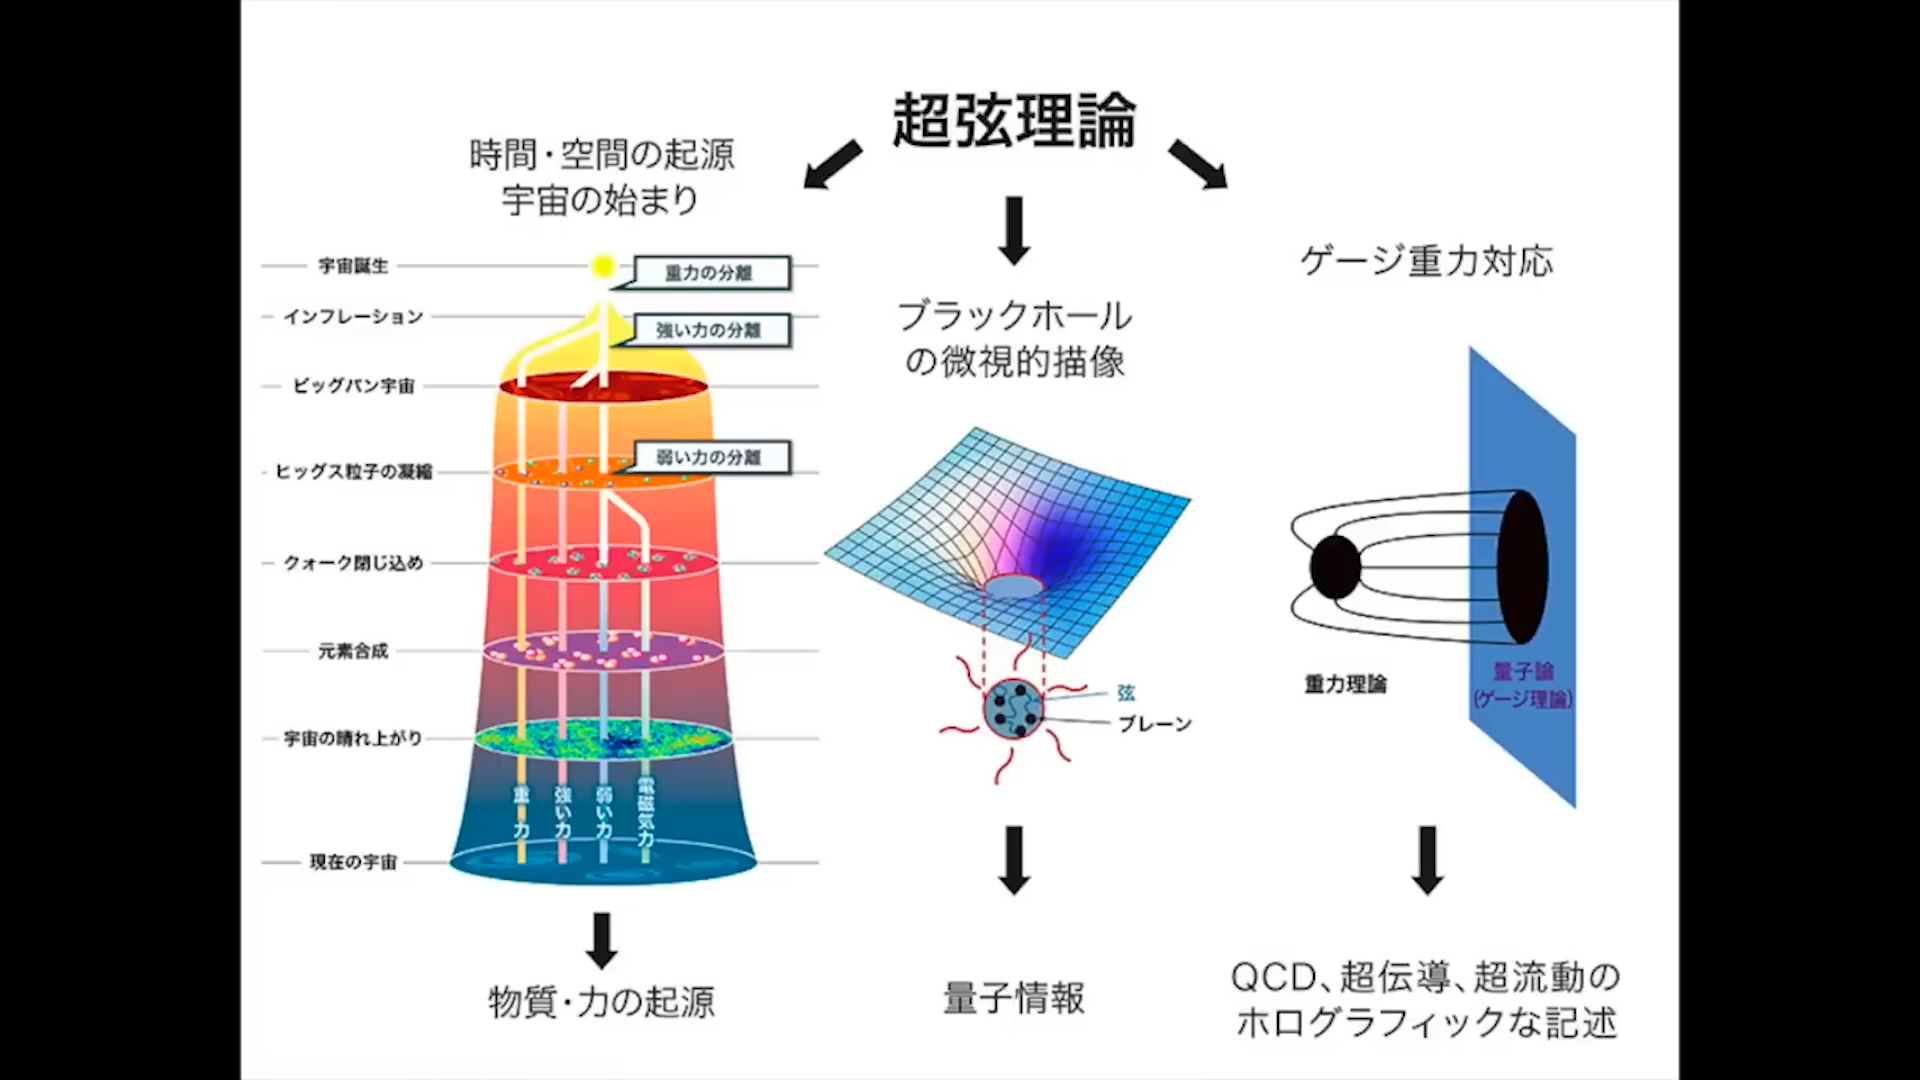 超弦理論
時間・空間の起源
宇宙の始まり
宇宙誕生
重力の分離
インフレーション
強い力の分離
ビッグバン宇宙
ヒッグス粒子の凝縮
弱い力の分離
クォーク閉じ込め
元素合成
宇宙の晴れ上がり
重力
強い力
弱い力
電磁気力
現在の宇宙
物質・力の起源
ブラックホール
の微視的描像
弦
ブレーン
量子情報
ゲージ重力対応
重力理論
量子論
(ゲージ理論)
QCD、超伝導、超流動の
ホログラフィックな記述